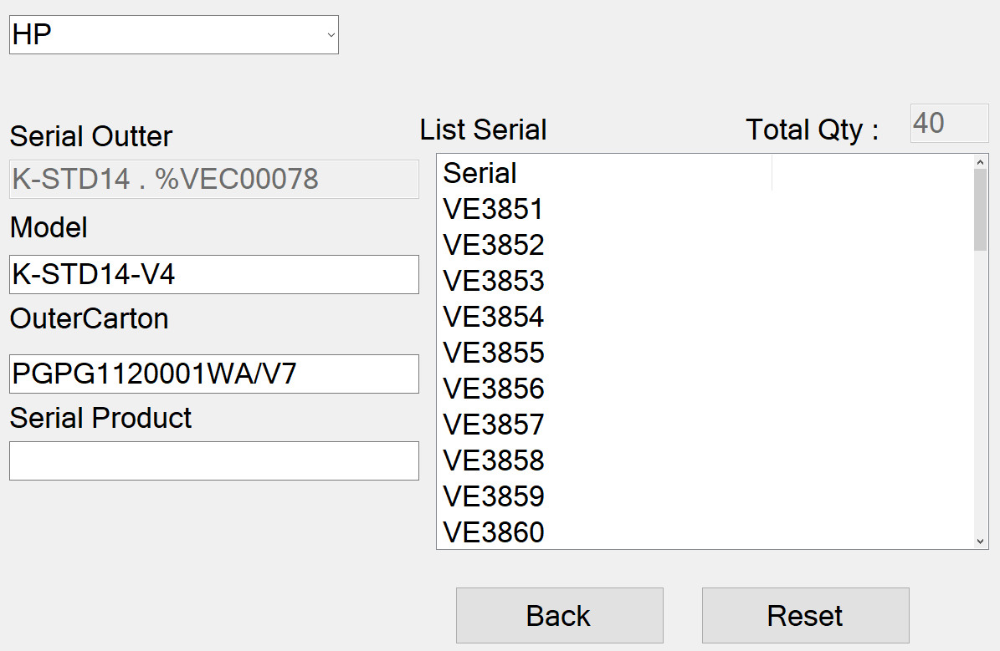 HP
Serial Outter
K-STD14 . %VEC00078
Model
K-STD14-V4
OuterCarton
PGPG1120001WA/V7
Serial Product
List Serial
Total Qty :
40
Serial
VE3851
VE3852
VE3853
VE3854
VE3855
VE3856
VE3857
VE3858
VE3859
VE3860
Back
Reset